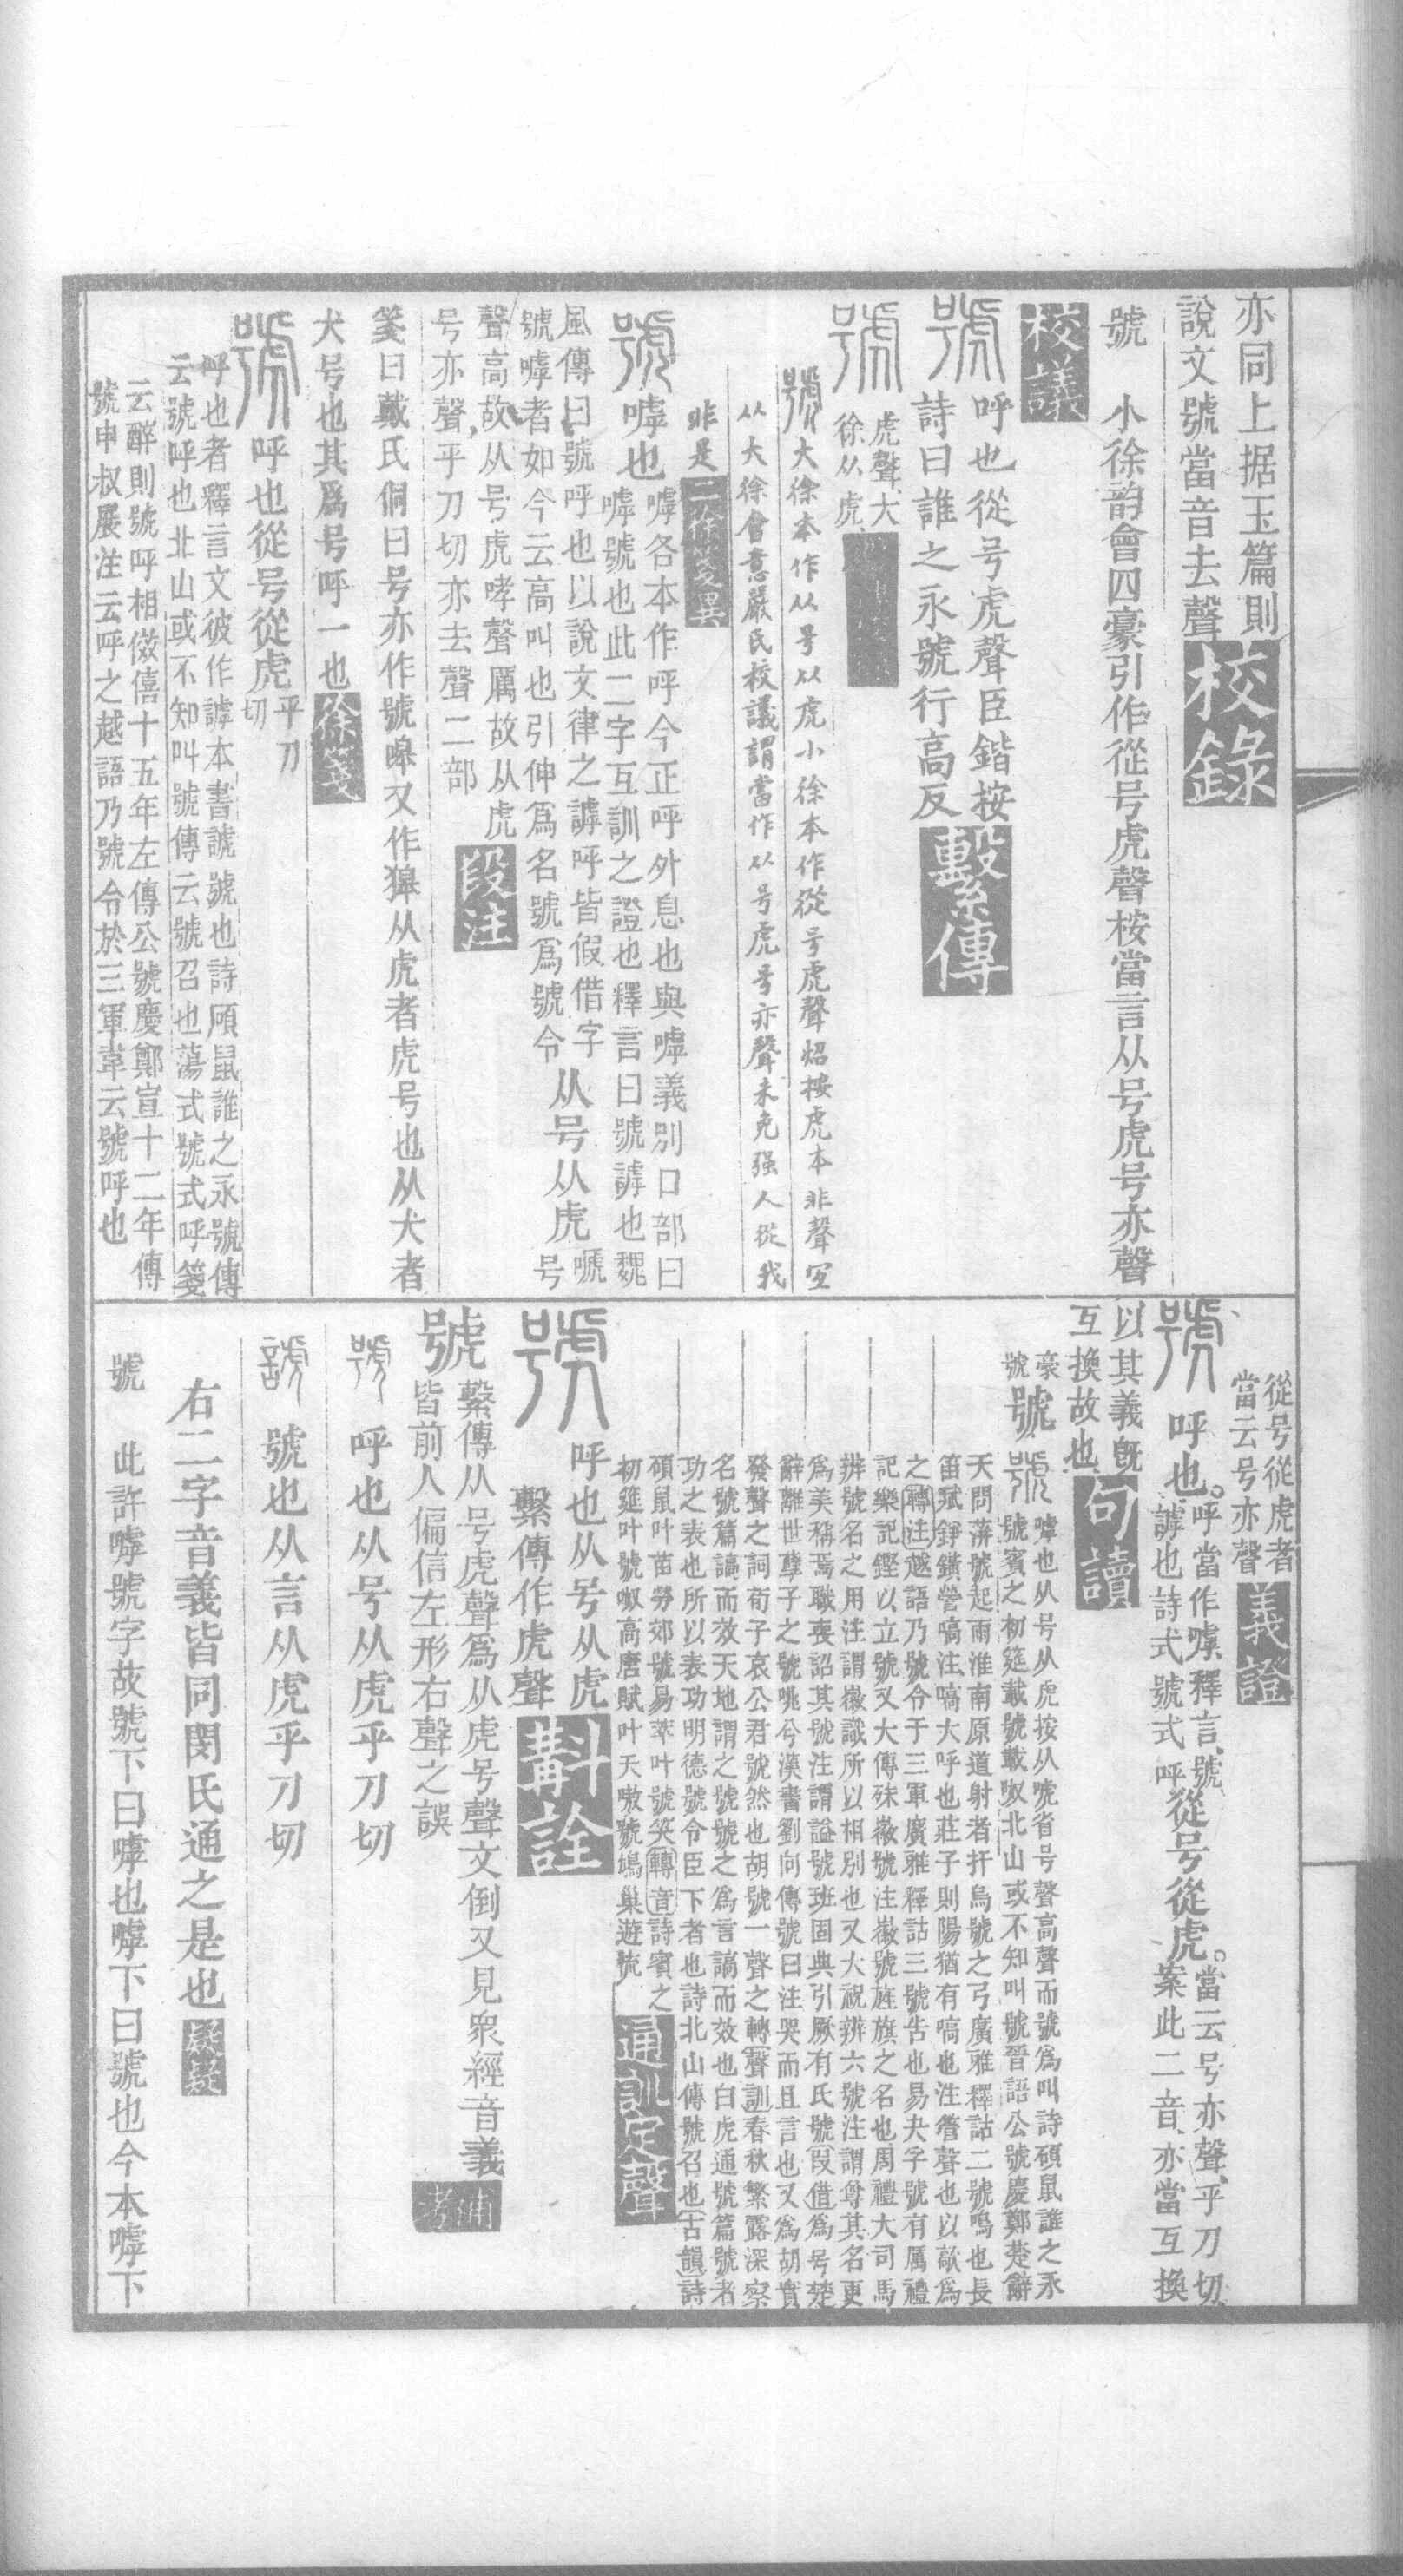 亦同上据玉篇則
說文號當音去聲校錄
號　小徐韵會四豪引作從号虎聲桉當言从号虎号亦聲
校議
號呼也從号虎聲臣鍇按
詩曰誰之永號行高反繫傳
號虎聲大
徐从虎
號大徐本作从号以虎小徐本作從号虎聲炤按虎本非聲宜
从大徐會意嚴氏校議謂當作从号虎号亦聲未免强人從我
非是二徐箋異
號嘑也嘑各本作呼今正呼外息也與嘑義別口部曰
嘑號也此二字互訓之證也釋言曰號謼也魏
風傳曰號呼也以說文律之謼呼皆假借字从号从虎嗁
號嘑者如今云高叫也引伸爲名號爲號令号
聲高故从号虎哮聲厲故从虎
号亦聲乎刀切亦去聲二部段注
箋曰戴氏侗曰号亦作號嘷又作獋从虎者虎号也从犬者
犬号也其爲号呼一也徐箋
號呼也從号從虎乎刀
切
呼也者釋言文彼作謼本書諕號也詩碩鼠誰之永號傳
云號呼也北山或不知叫號傳云號召也蕩式號式呼箋
云醉則號呼相傚僖十五年左傳公號慶鄭宣十二年傳
號申叔展注云呼之越語乃號令於三軍韋云號呼也
從号從虎者
當云号亦聲義證
號呼也。呼當作嘑釋言號
謼也詩式號式呼從号從虎。當云号亦聲乎刀切
案此二音亦當互換
以其義旣
互換故也句讀
豪
號號號嘑也从号从虎按从唬省号聲高聲而號爲叫詩碩鼠誰之永
號賓之初筵載號載呶北山或不知叫號晉語公號慶鄭楚辭
天問蓱號起雨淮南原道射者扜烏號之弓廣雅釋詁二號鳴也長
笛賦錚鐄謍嗃注嗃大呼也莊子則陽猶有嗃也注管聲也以歊爲
之轉注越語乃號令于三軍廣雅釋詁三號告也易夬孚號有厲禮
記樂記鏗以立號又大傳殊徽號注徽號旌旗之名也周禮大司馬
辨號名之用注謂徽識所以相別也又大祝辨六號注謂尊其名更
爲美稱焉職喪詔其號注謂謚號班固典引厥有氏號叚借爲号楚
辭離世孽子之號咷兮漢書劉向傳號曰注哭而且言也又爲胡實
發聲之詞荀子哀公君號然也胡號一聲之轉聲訓春秋繁露深察
名號篇謞而效天地謂之號號之爲言謞而效也白虎通號篇號者
功之表也所以表功明德號令臣下者也詩北山傳號召也古韻詩
碩鼠叶苗勞郊號易萃叶號笑轉音詩賓之
初筵叶號呶高唐賦叶天嗷號鳴巢遊
通訓定聲
號呼也从号从虎
繫傳作虎聲斠詮
號繫傳从号虎聲爲从虎号聲文倒又見衆經音義
皆前人偏信左形右聲之誤補考
號　呼也从号从虎乎刀切
諕　號也从言从虎乎刀切
右二字音義皆同閔氏通之是也疑疑
號　此許嘑號字故號下曰嘑也嘑下曰號也今本嘑下